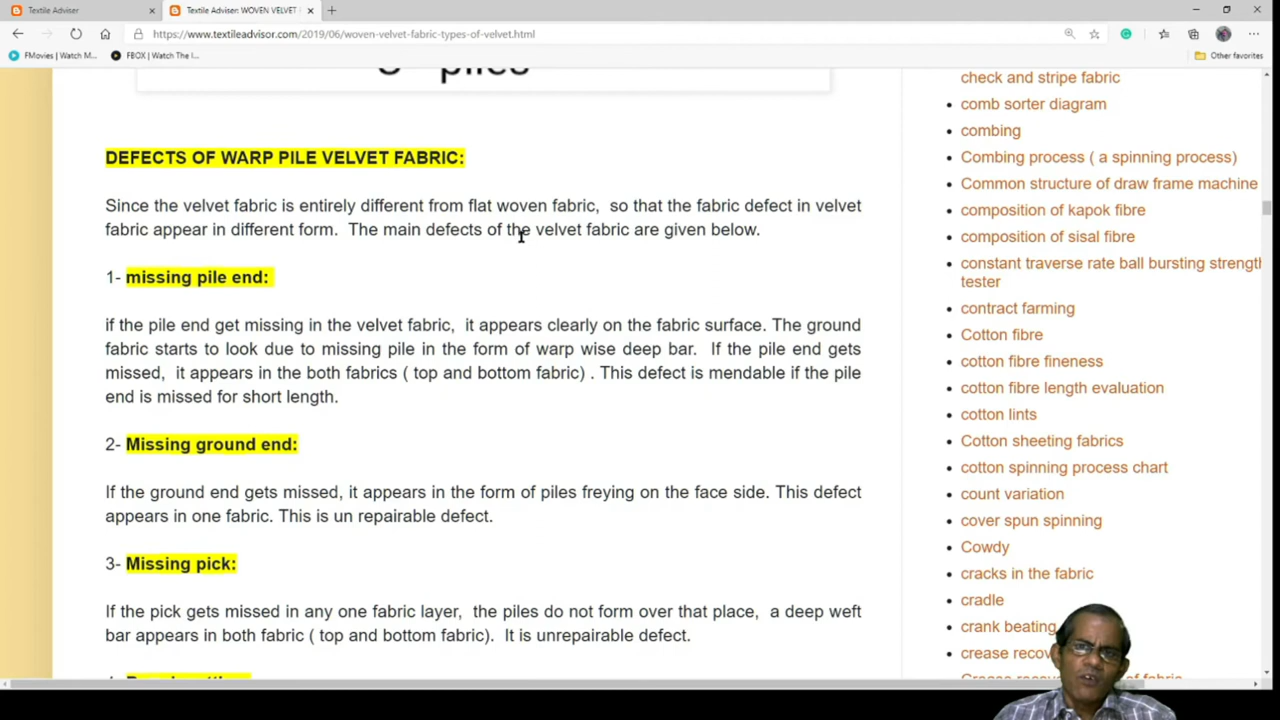 Textile Adviser
Textile Adviser: WOVEN VELVET
https://www.textileadvisor.com/2019/06/woven-velvet-fabric-types-of-velvet.html
FMovies | Watch M...
FBOX | Watch The I...
Other favorites
piles
DEFECTS OF WARP PILE VELVET FABRIC:
Since the velvet fabric is entirely different from flat woven fabric, so that the fabric defect in velvet
fabric appear in different form. The main defects of the velvet fabric are given below.
1- missing pile end:
if the pile end get missing in the velvet fabric, it appears clearly on the fabric surface. The ground
fabric starts to look due to missing pile in the form of warp wise deep bar. If the pile end gets
missed, it appears in the both fabrics ( top and bottom fabric) . This defect is mendable if the pile
end is missed for short length.
2- Missing ground end:
If the ground end gets missed, it appears in the form of piles freying on the face side. This defect
appears in one fabric. This is un repairable defect.
3- Missing pick:
If the pick gets missed in any one fabric layer, the piles do not form over that place, a deep weft
bar appears in both fabric ( top and bottom fabric). It is unrepairable defect.
check and stripe fabric
comb sorter diagram
combing
Combing process ( a spinning process)
Common structure of draw frame machine
composition of kapok fibre
composition of sisal fibre
constant traverse rate ball bursting strength
tester
contract farming
Cotton fibre
cotton fibre fineness
cotton fibre length evaluation
cotton lints
Cotton sheeting fabrics
cotton spinning process chart
count variation
cover spun spinning
Cowdy
cracks in the fabric
cradle
crank beating
crease